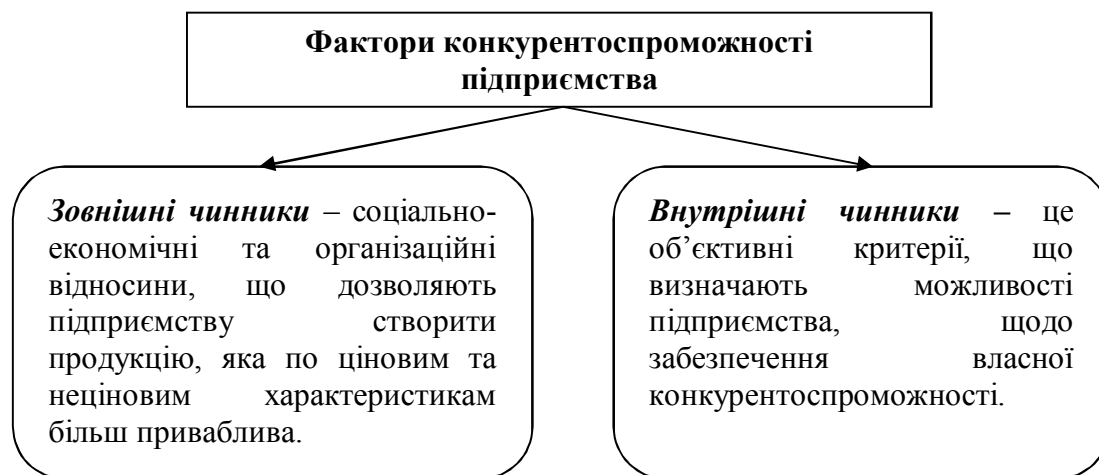 Фактори конкурентоспроможності
підприємства
Зовнішні чинники – соціально-
економічні та організаційні
відносини, що дозволяють
підприємству створити
продукцію, яка по ціновим та
неціновим характеристикам
більш приваблива.
Внутрішні чинники – це
об’єктивні критерії, що
визначають можливості
підприємства, щодо
забезпечення власної
конкурентоспроможності.